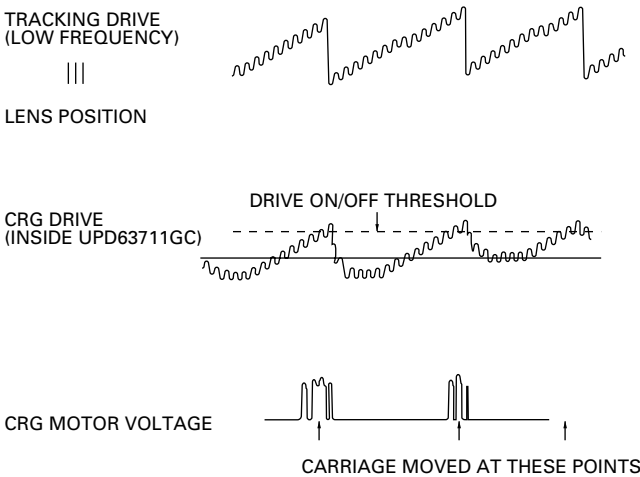 TRACKING DRIVE
(LOW FREQUENCY)
LENS POSITION
DRIVE ON/OFF THRESHOLD
CRG DRIVE
(INSIDE UPD63711GC)
CRG MOTOR VOLTAGE
CARRIAGE MOVED AT THESE POINTS